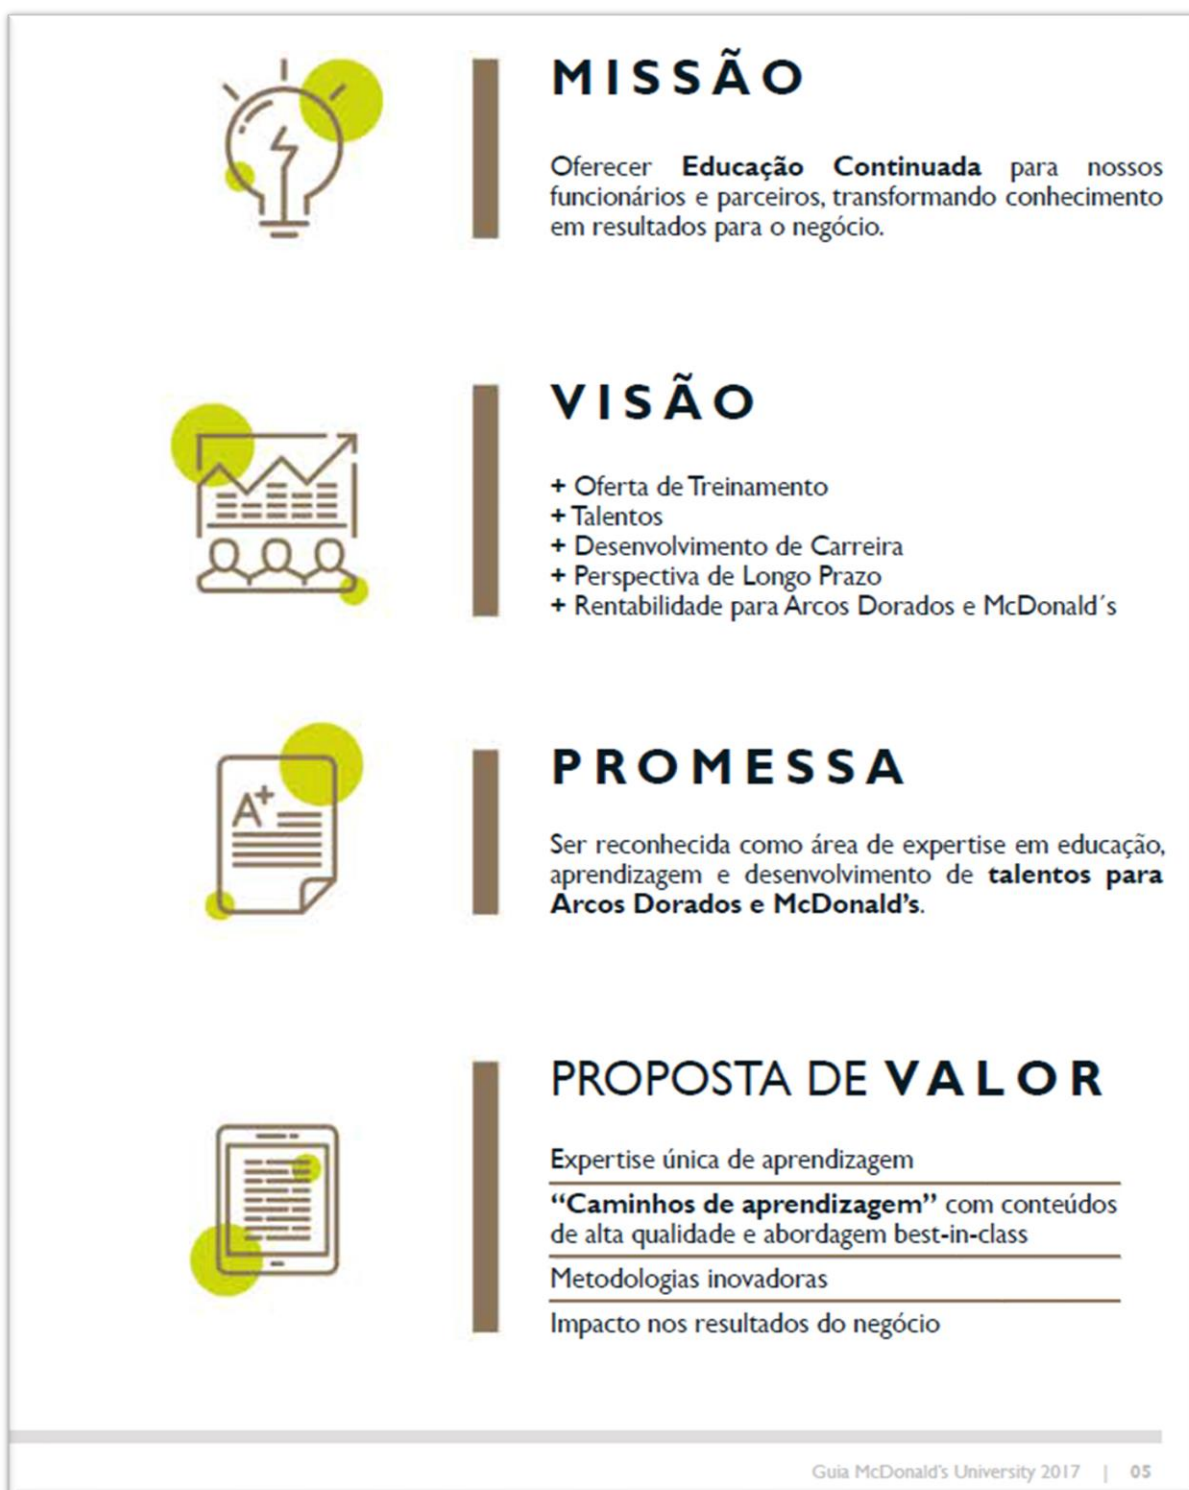 MISSÃO
Oferecer Educação Continuada para nossos
funcionários e parceiros, transformando conhecimento
em resultados para o negócio.
VISÃO
+ Oferta de Treinamento
+ Talentos
+ Desenvolvimento de Carreira
+ Perspectiva de Longo Prazo
+ Rentabilidade para Arcos Dorados e McDonald´s
A+
PROMESSA
Ser reconhecida como área de expertise em educação,
aprendizagem e desenvolvimento de talentos para
Arcos Dorados e McDonald's.
PROPOSTA DE VALOR
Expertise única de aprendizagem
“Caminhos de aprendizagem” com conteúdos
de alta qualidade e abordagem best-in-class
Metodologias inovadoras
Impacto nos resultados do negócio
Guia McDonald's University 2017 | 05